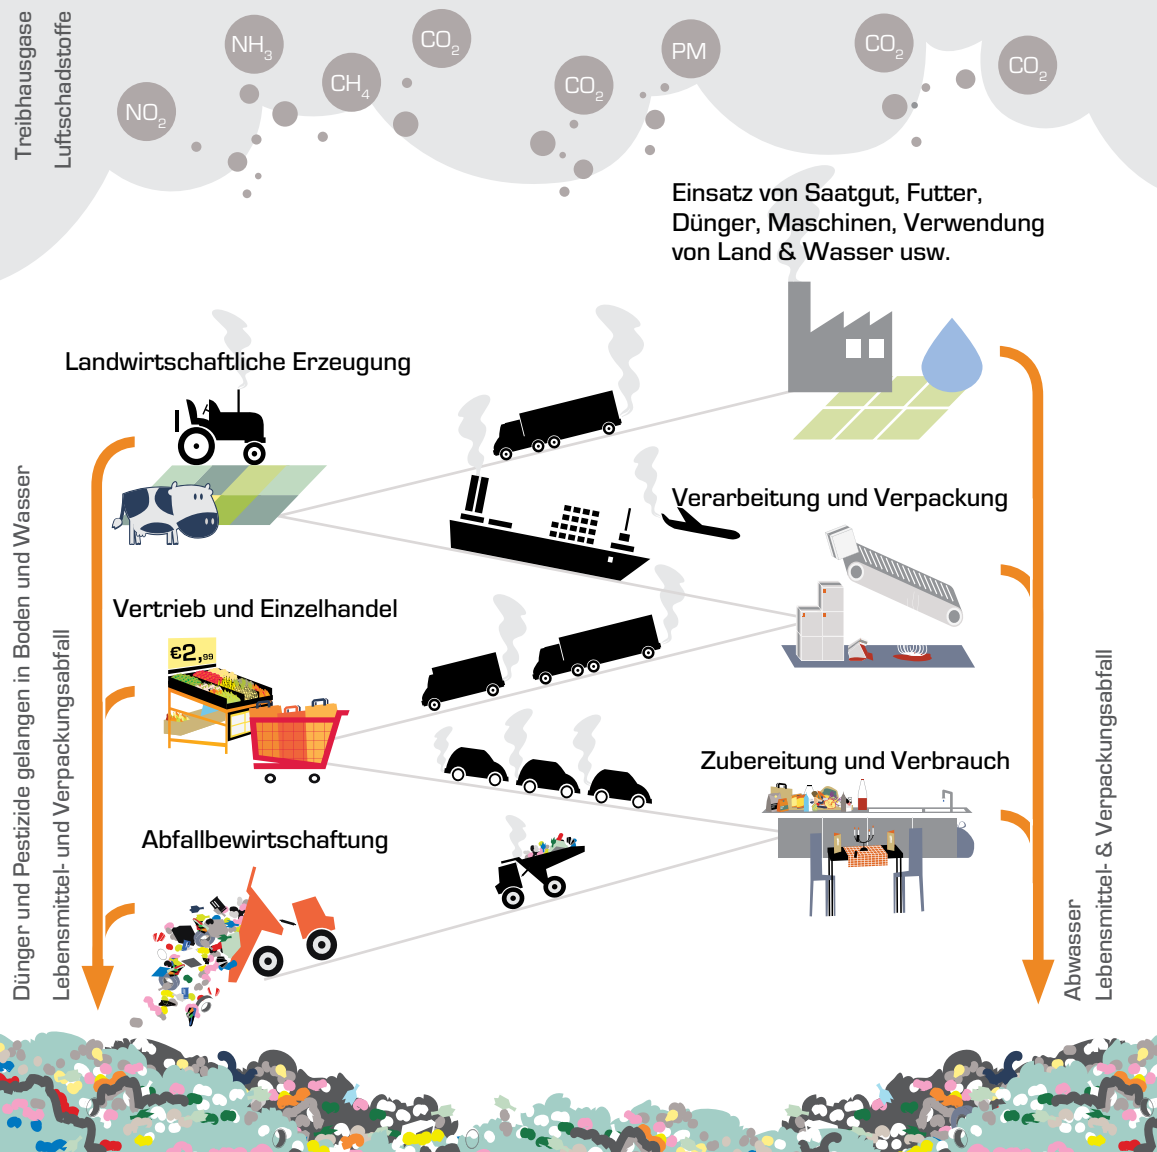 Treibhausgase
Luftschadstoffe
NO2
NH3
CH4
CO2
CO2
PM
CO2
CO2
Einsatz von Saatgut, Futter,
Dünger, Maschinen, Verwendung
von Land & Wasser usw.
Landwirtschaftliche Erzeugung
Verarbeitung und Verpackung
Vertrieb und Einzelhandel
€2,99
Zubereitung und Verbrauch
Abfallbewirtschaftung
Dünger und Pestizide gelangen in Boden und Wasser
Lebensmittel- und Verpackungsabfall
Abwasser
Lebensmittel- & Verpackungsabfall